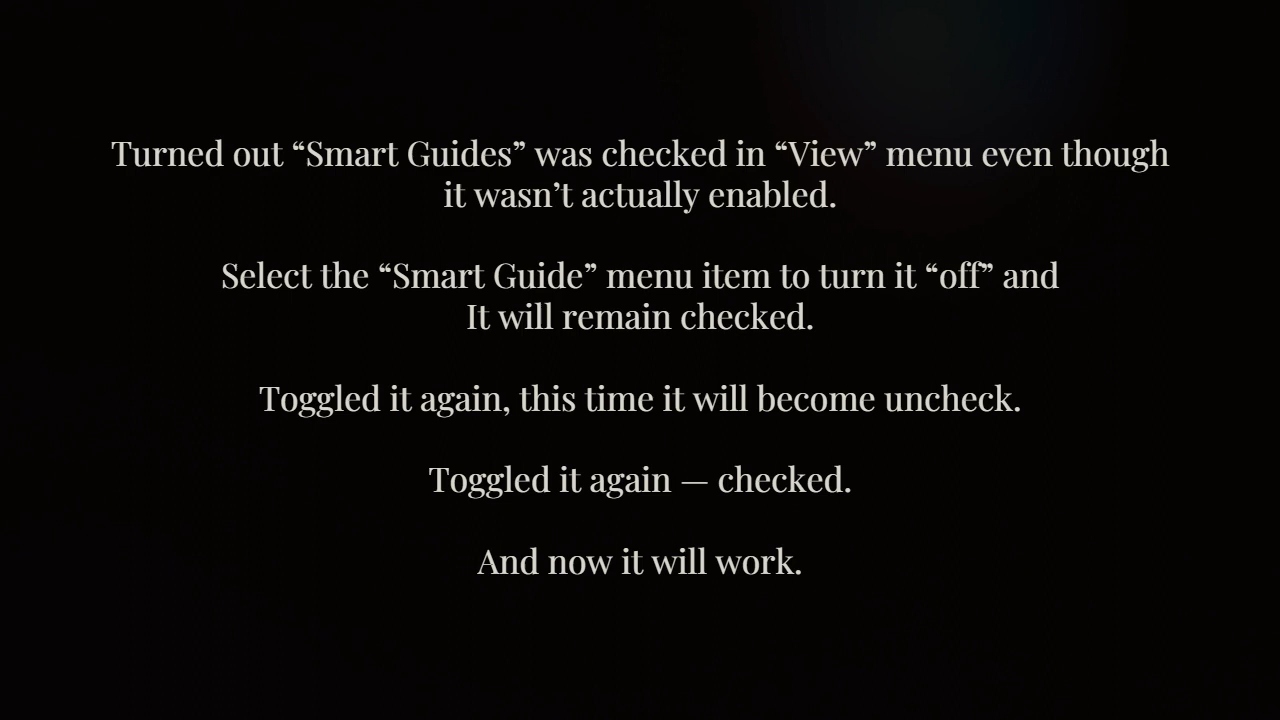 Turned out “Smart Guides” was checked in “View” menu even though
it wasn’t actually enabled.
Select the “Smart Guide” menu item to turn it “off” and
It will remain checked.
Toggled it again, this time it will become uncheck.
Toggled it again — checked.
And now it will work.